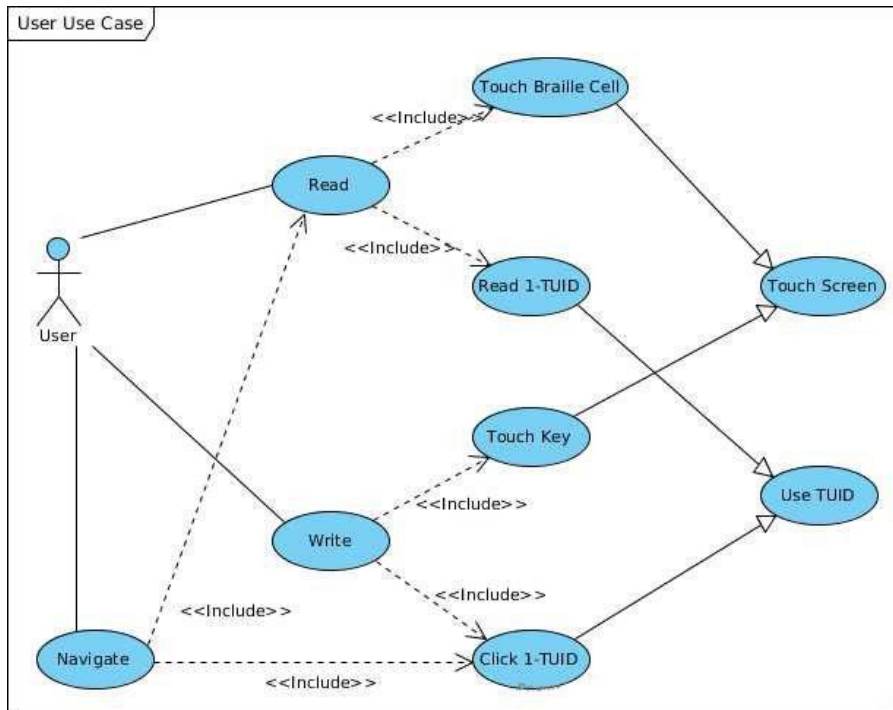 User Use Case
Touch Braille Cell
<<Include>>
Read
<<Include>>
Read 1-TUID
Touch Screen
User
Touch Key
Use TUID
<<Include>>
Write
<<Include>>
<<Include>>
Navigate
Click 1-TUID
<<Include>>